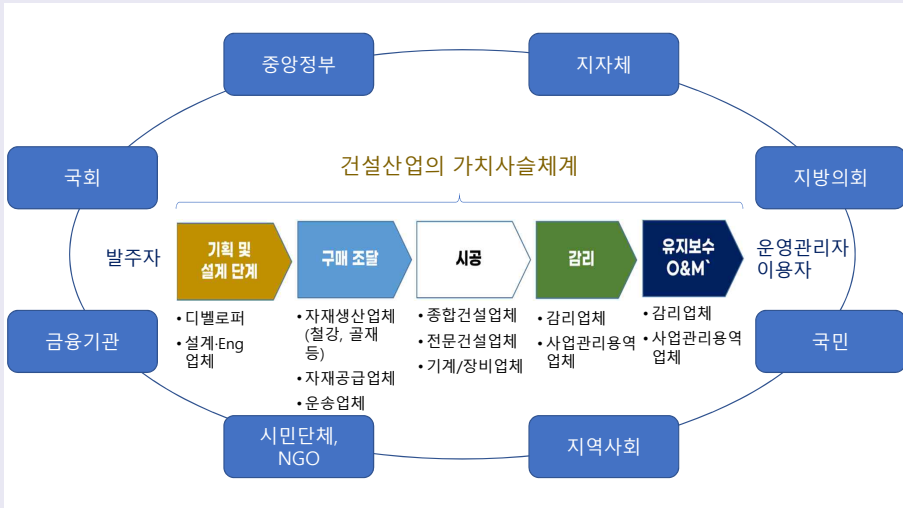 중앙정부
지자체
국회
건설산업의 가치사슬체계
지방의회
발주자
기획 및
설계 단계
구매 조달
시공
감리
유지보수
O&M`
운영관리자
이용자
• 디벨로퍼
• 설계·Eng
업체
• 자재생산업체
(철강, 골재
등)
• 자재공급업체
• 운송업체
• 종합건설업체
• 전문건설업체
• 기계/장비업체
• 감리업체
• 사업관리용역
업체
• 감리업체
• 사업관리용역
업체
금융기관
국민
시민단체,
NGO
지역사회